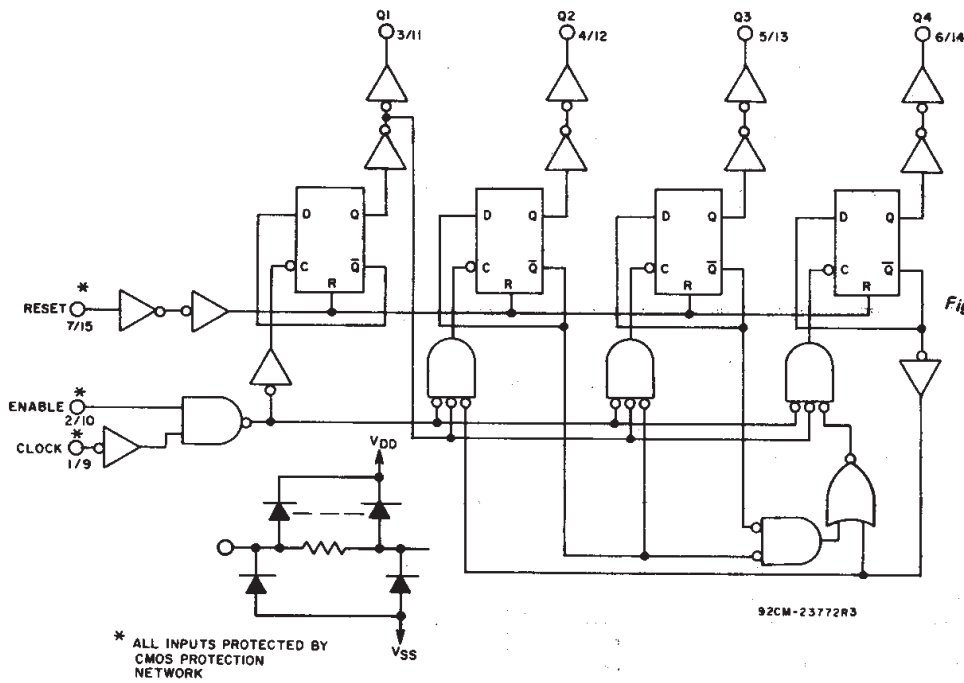 Q1
3/11
Q2
4/12
Q3
5/13
Q4
6/14
D Q
C Q̅
R
D Q
C Q̅
R
D Q
C Q̅
R
D Q
C Q̅
R
*
RESET
7/15
Fig
*
ENABLE
2/10
*
CLOCK
1/9
VDD
VSS
92CM-23772R3
* ALL INPUTS PROTECTED BY
CMOS PROTECTION
NETWORK